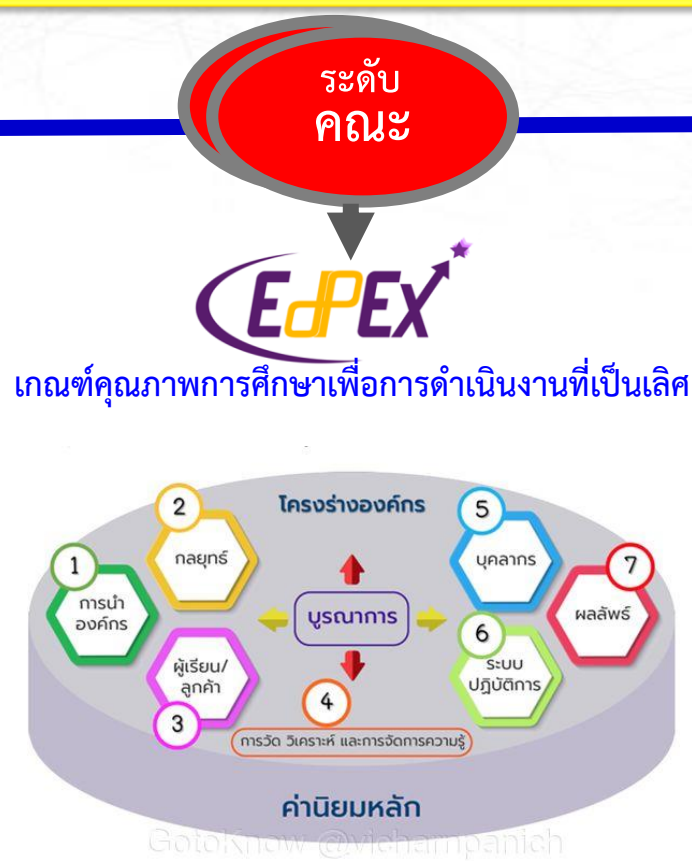 ระดับ
คณะ
EdPEx
เกณฑ์คุณภาพการศึกษาเพื่อการดำเนินงานที่เป็นเลิศ
โครงร่างองค์กร
1
การนำ
องค์กร
2
กลยุทธ์
3
ผู้เรียน/
ลูกค้า
บูรณาการ
4
การวัด วิเคราะห์ และการจัดการความรู้
5
บุคลากร
6
ระบบ
ปฏิบัติการ
7
ผลลัพธ์
ค่านิยมหลัก
GotoKnow @vicharnpanich